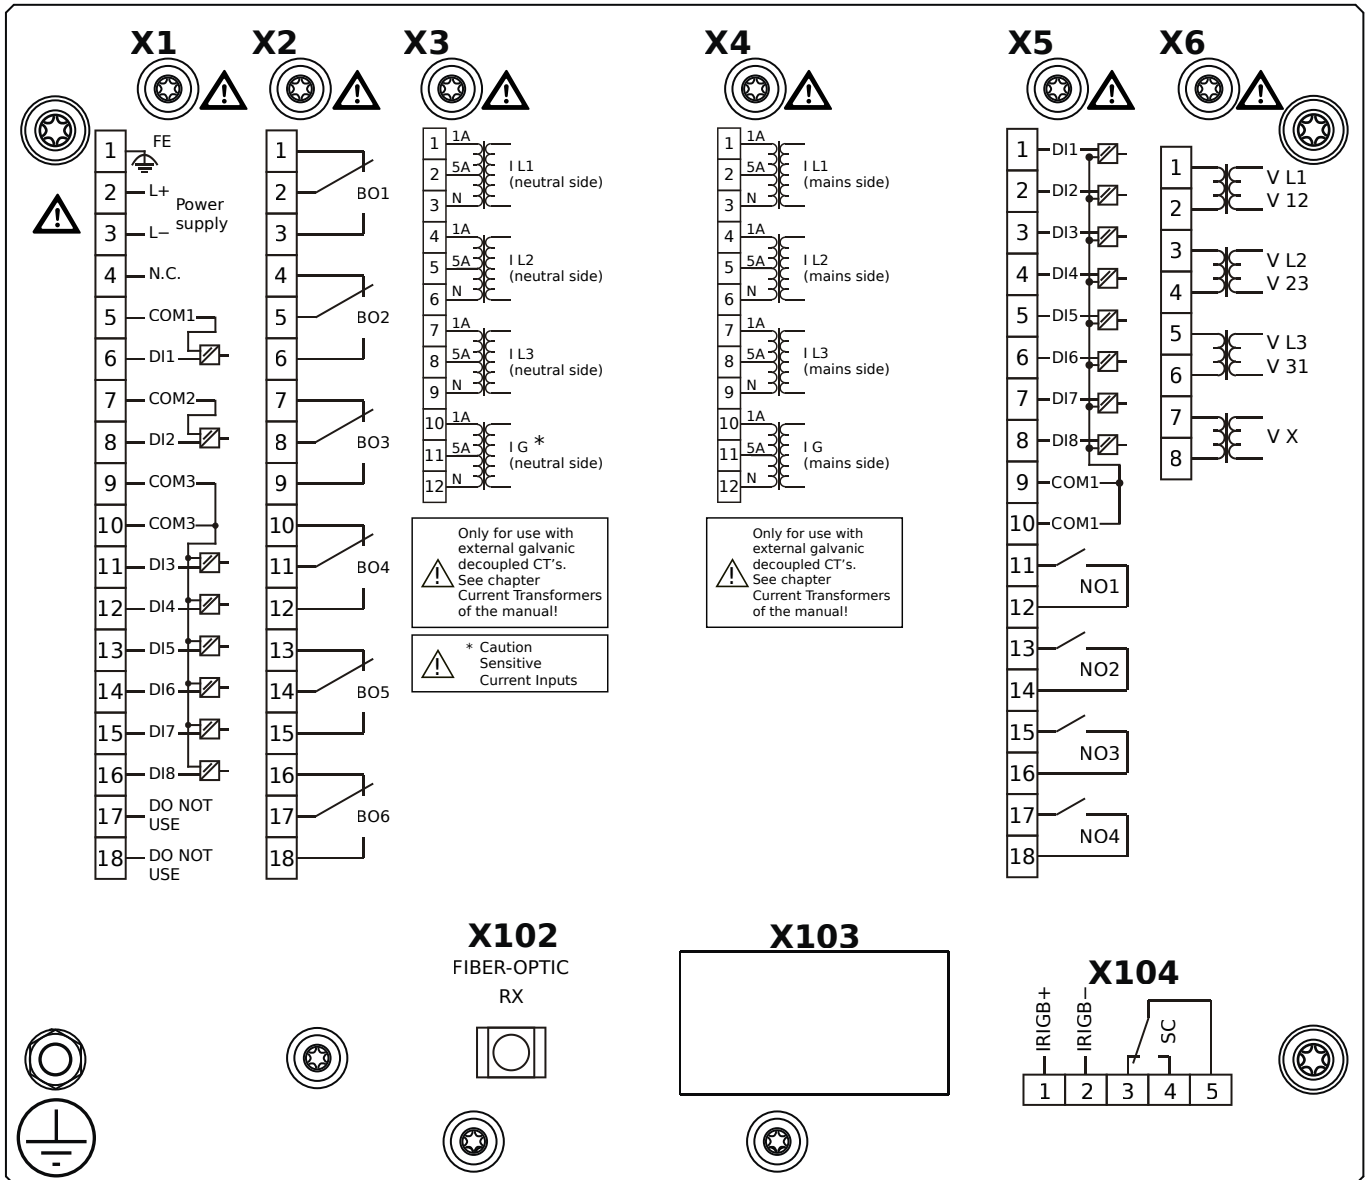 X1
1
FE
2
L+
Power
supply
3
L−
4
N.C.
5
COM1
6
DI1
7
COM2
8
DI2
9
COM3
10
COM3
11
DI3
12
DI4
13
DI5
14
DI6
15
DI7
16
DI8
17
DO NOT
USE
18
DO NOT
USE
X2
1
2
BO1
3
4
5
BO2
6
7
8
BO3
9
10
11
BO4
12
13
14
BO5
15
16
17
BO6
18
X3
1
1A
2
5A
3
N
I L1
(neutral side)
4
1A
5
5A
6
N
I L2
(neutral side)
7
1A
8
5A
9
N
I L3
(neutral side)
10
1A
11
5A
12
N
I G *
(neutral side)
Only for use with
external galvanic
decoupled CT's.
See chapter
Current Transformers
of the manual!
* Caution
Sensitive
Current Inputs
X4
1
1A
2
5A
3
N
I L1
(mains side)
4
1A
5
5A
6
N
I L2
(mains side)
7
1A
8
5A
9
N
I L3
(mains side)
10
1A
11
5A
12
N
I G
(mains side)
Only for use with
external galvanic
decoupled CT's.
See chapter
Current Transformers
of the manual!
X5
1
DI1
2
DI2
3
DI3
4
DI4
5
DI5
6
DI6
7
DI7
8
DI8
9
COM1
10
COM1
11
NO1
12
13
NO2
14
15
NO3
16
17
NO4
18
X6
1
2
V L1
V 12
3
4
V L2
V 23
5
6
V L3
V 31
7
8
V X
X102
FIBER-OPTIC
RX
X103
X104
IRIGB+
IRIGB−
SC
1 2 3 4 5